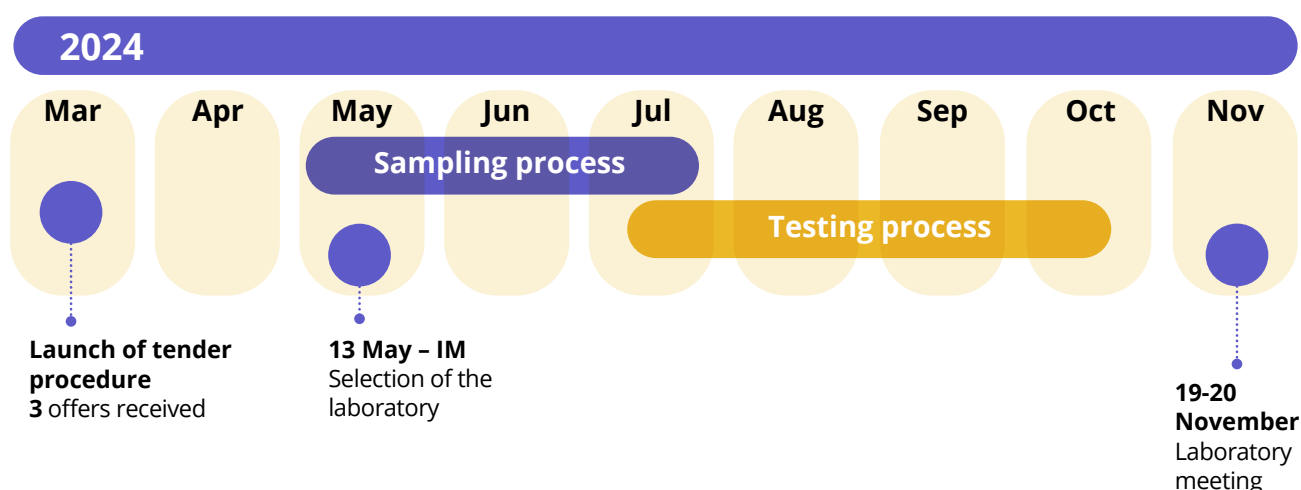 2024
Mar Apr May Jun Jul Aug Sep Oct Nov
Sampling process
Testing process
Launch of tender
procedure
3 offers received
13 May – IM
Selection of the
laboratory
19-20
November
Laboratory
meeting